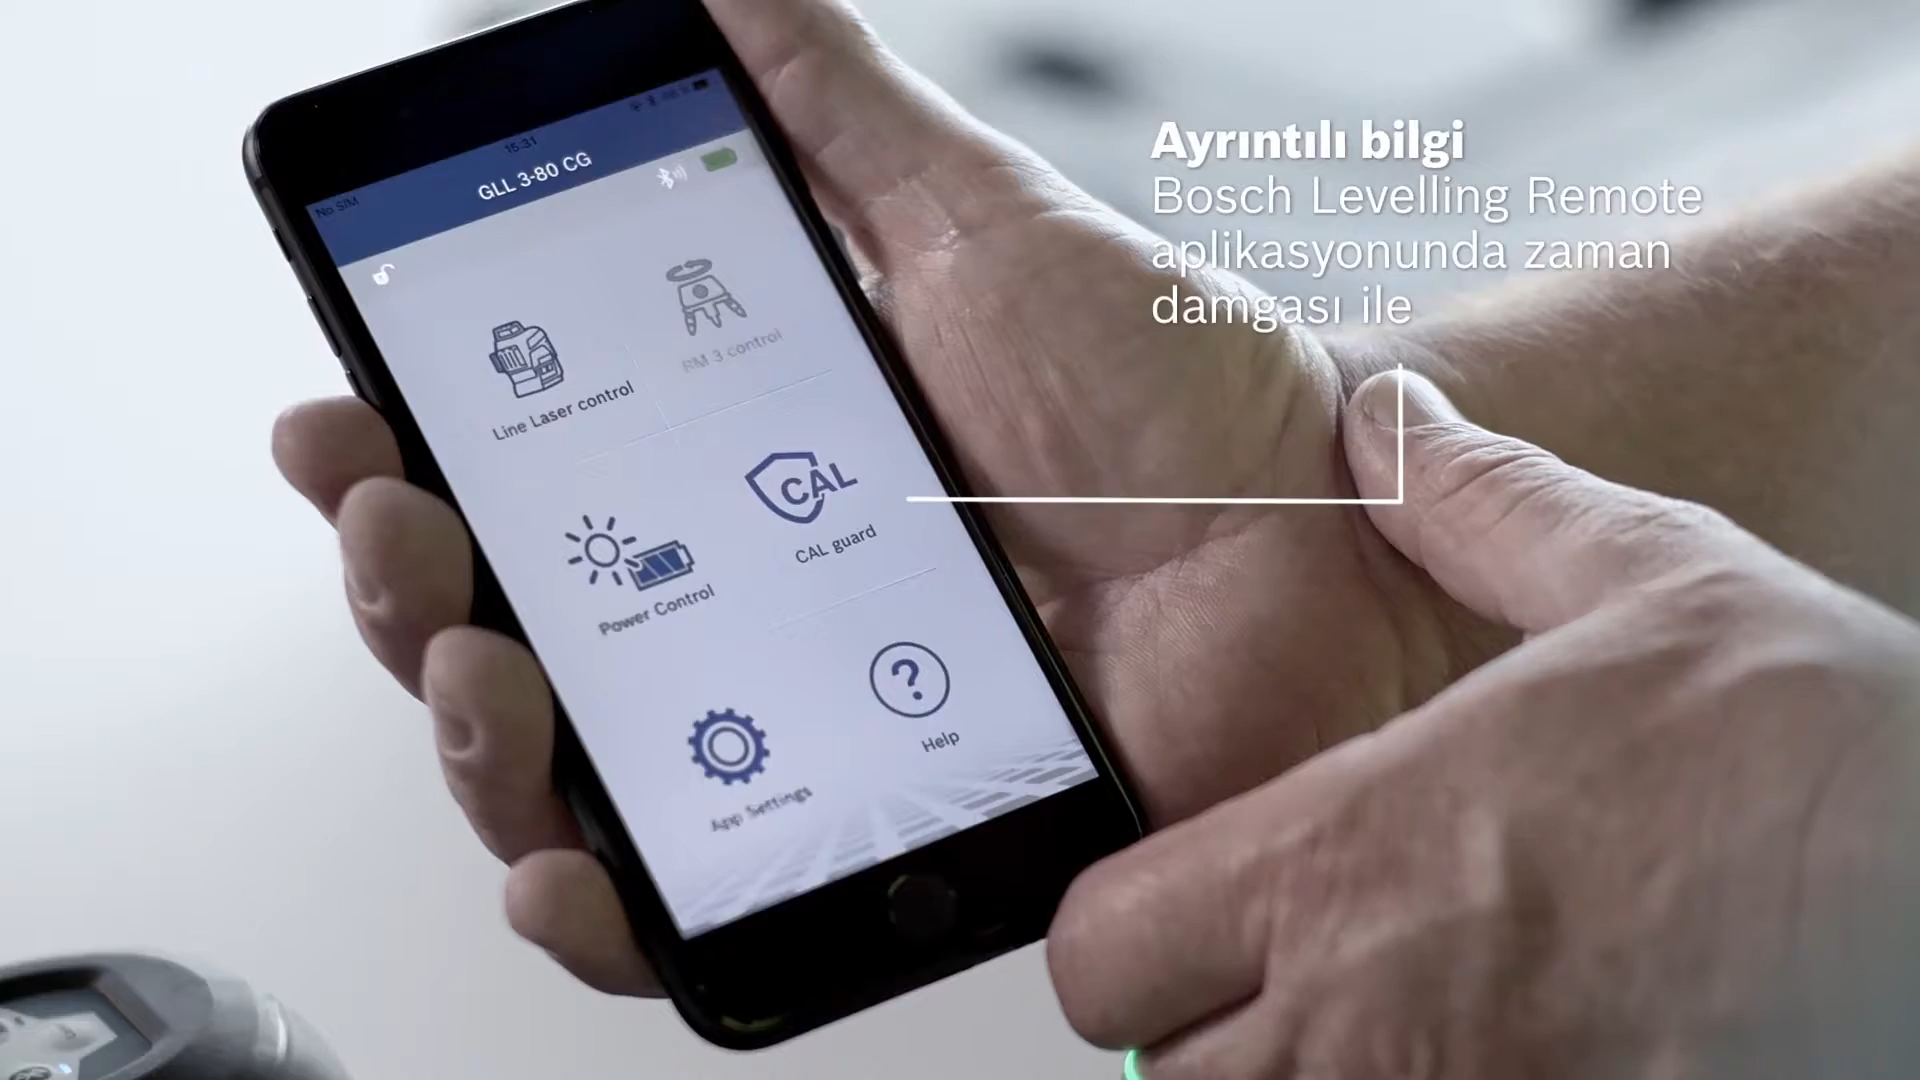 15:31
No SIM
GLL 3-80 CG
Line Laser control
RM 3 control
CAL
Power Control
CAL guard
?
App Settings
Help
Ayrıntılı bilgi
Bosch Levelling Remote
aplikasyonunda zaman
damgası ile